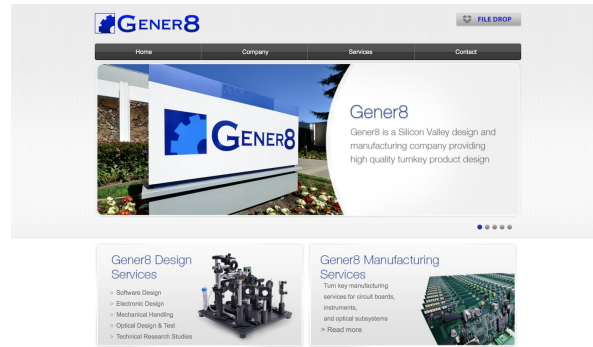 GENER8
FILE DROP
Home Company Services Contact
GENER8
Gener8
Gener8 is a Silicon Valley design and
manufacturing company providing
high quality turnkey product design
Gener8 Design
Services
> Software Design
> Electronic Design
> Mechanical Handling
> Optical Design & Test
> Technical Research Studies
Gener8 Manufacturing
Services
Turn key manufacturing
services for circuit boards,
instruments,
and optical subsystems
> Read more